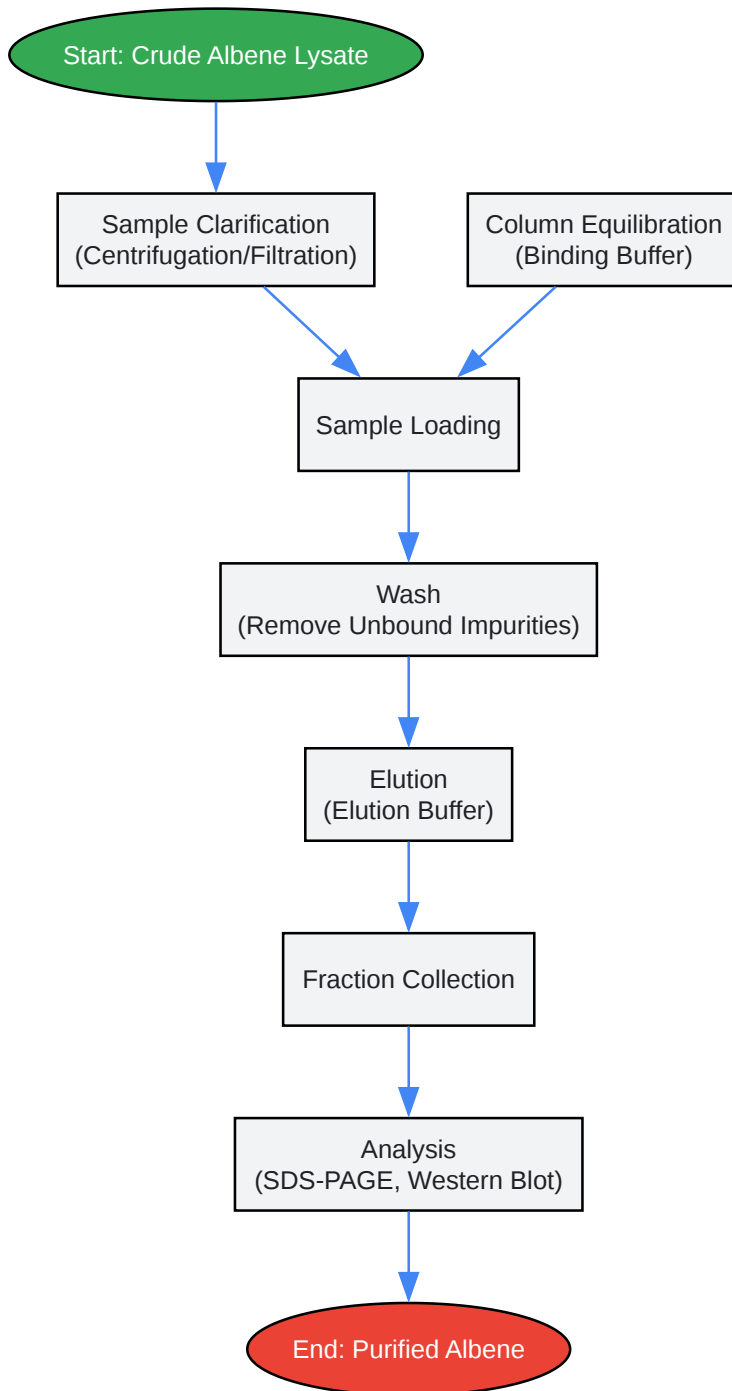 Start: Crude Albene Lysate
Sample Clarification
(Centrifugation/Filtration)
Column Equilibration
(Binding Buffer)
Sample Loading
Wash
(Remove Unbound Impurities)
Elution
(Elution Buffer)
Fraction Collection
Analysis
(SDS-PAGE, Western Blot)
End: Purified Albene